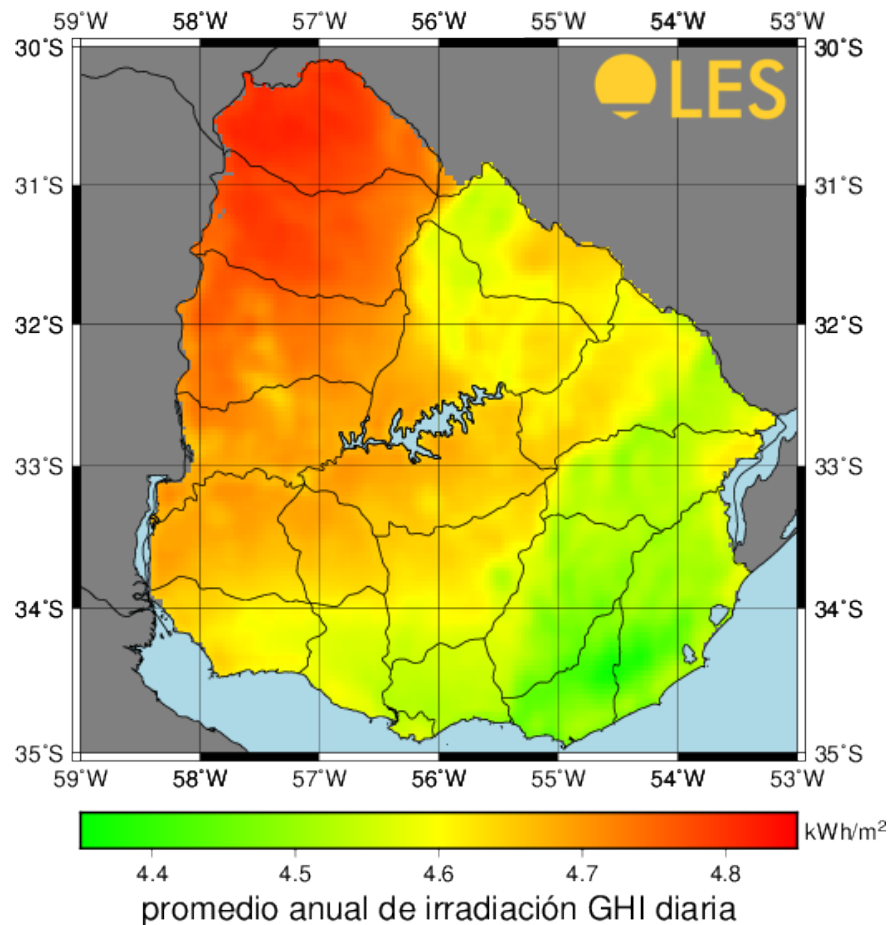 59˚W 58˚W 57˚W 56˚W 55˚W 54˚W 53˚W
30˚S 30˚S
LES
31˚S 31˚S
32˚S 32˚S
33˚S 33˚S
34˚S 34˚S
35˚S 35˚S
59˚W 58˚W 57˚W 56˚W 55˚W 54˚W 53˚W
kWh/m²
4.4 4.5 4.6 4.7 4.8
promedio anual de irradiación GHI diaria